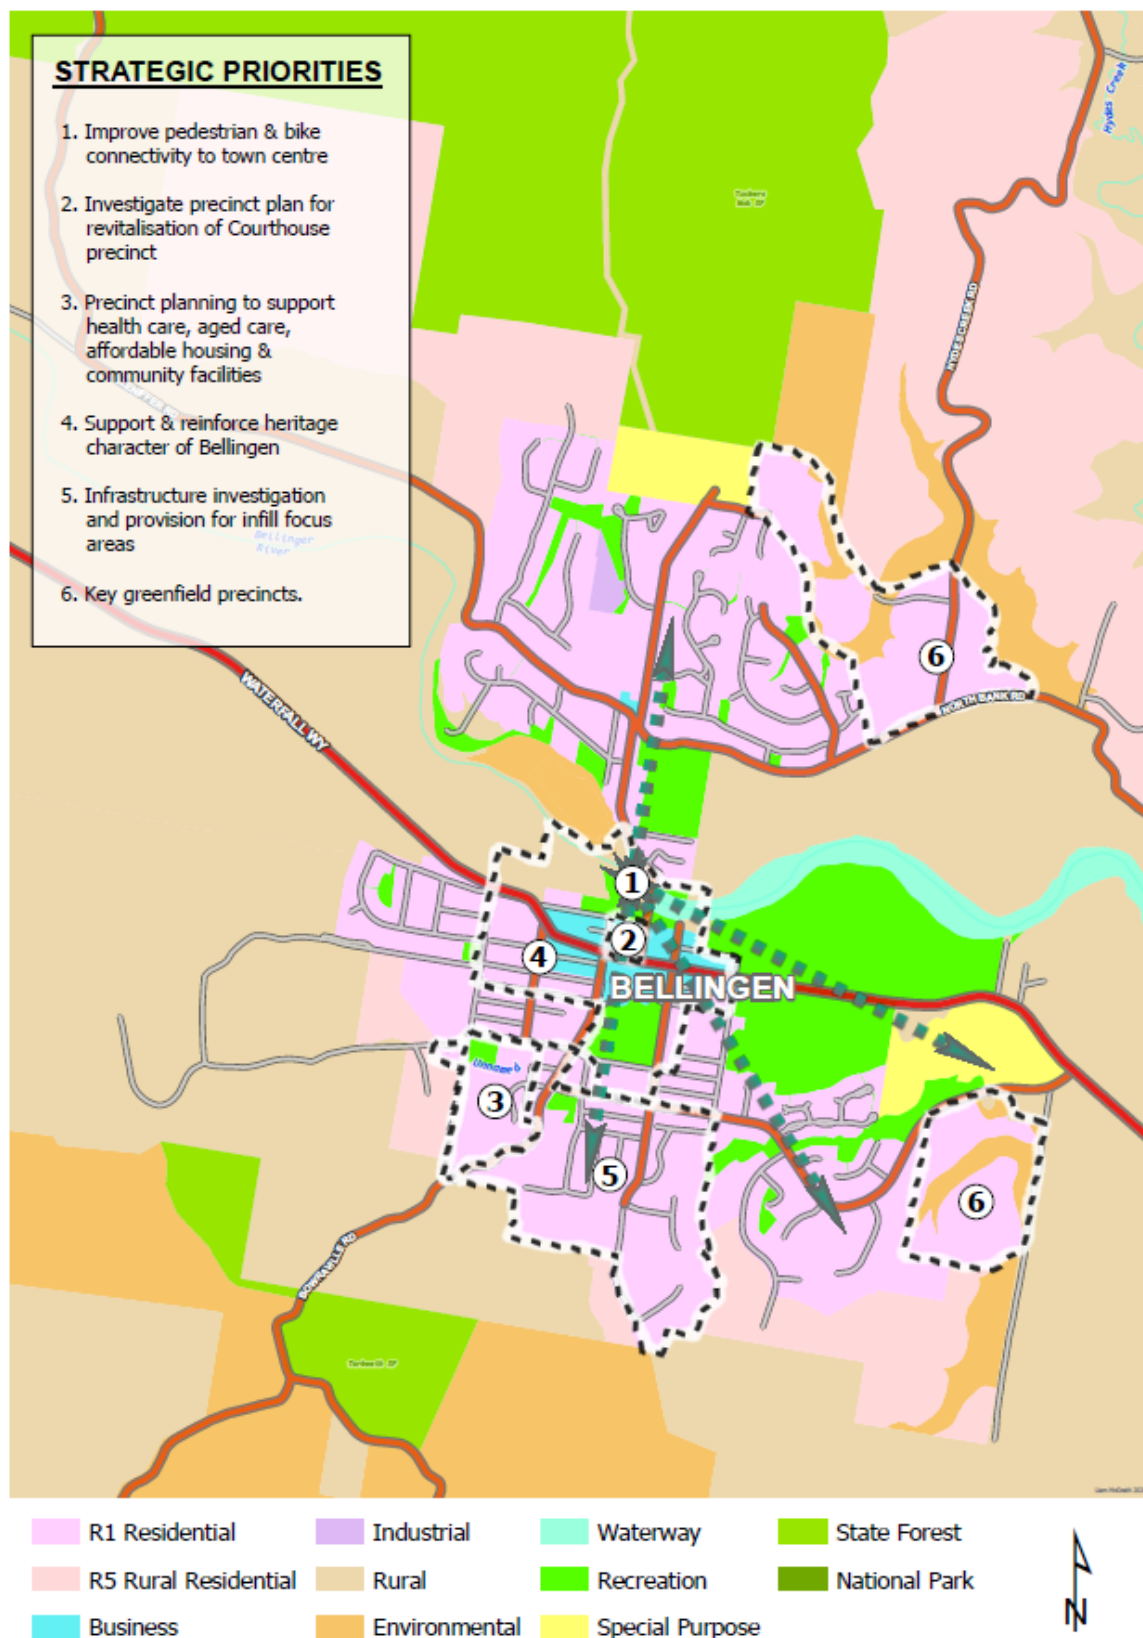 STRATEGIC PRIORITIES
1. Improve pedestrian & bike
connectivity to town centre
2. Investigate precinct plan for
revitalisation of Courthouse
precinct
3. Precinct planning to support
health care, aged care,
affordable housing &
community facilities
4. Support & reinforce heritage
character of Bellingen
5. Infrastructure investigation
and provision for infill focus
areas
6. Key greenfield precincts.
Hydes Creek
HYDESCREEK RD
Bellinger
River
WATERFALL WY
6
NORTH BANK RD
1
2
4
BELLINGEN
Unnamed
3
5
6
BOWRAVILLE RD
R1 Residential
Industrial
Waterway
State Forest
R5 Rural Residential
Rural
Recreation
National Park
Business
Environmental
Special Purpose
N